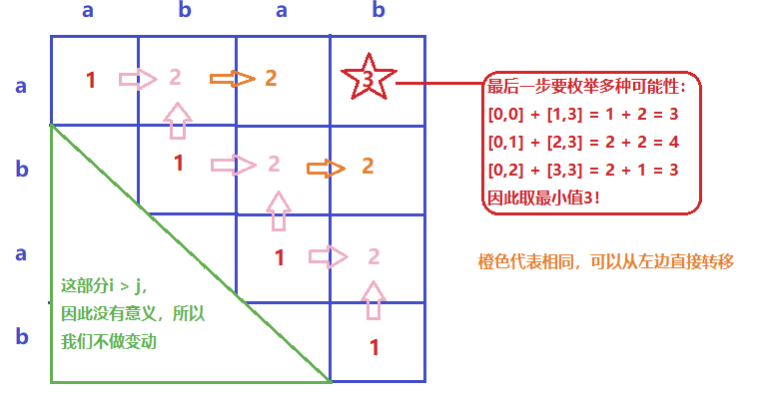 a b a b
a 1 2 2 3
b 1 2 2
a 1 2
b 1
最后一步要枚举多种可能性：
[0,0] + [1,3] = 1 + 2 = 3
[0,1] + [2,3] = 2 + 2 = 4
[0,2] + [3,3] = 2 + 1 = 3
因此取最小值3！
橙色代表相同，可以从左边直接转移
这部分i > j，
因此没有意义，所以
我们不做变动